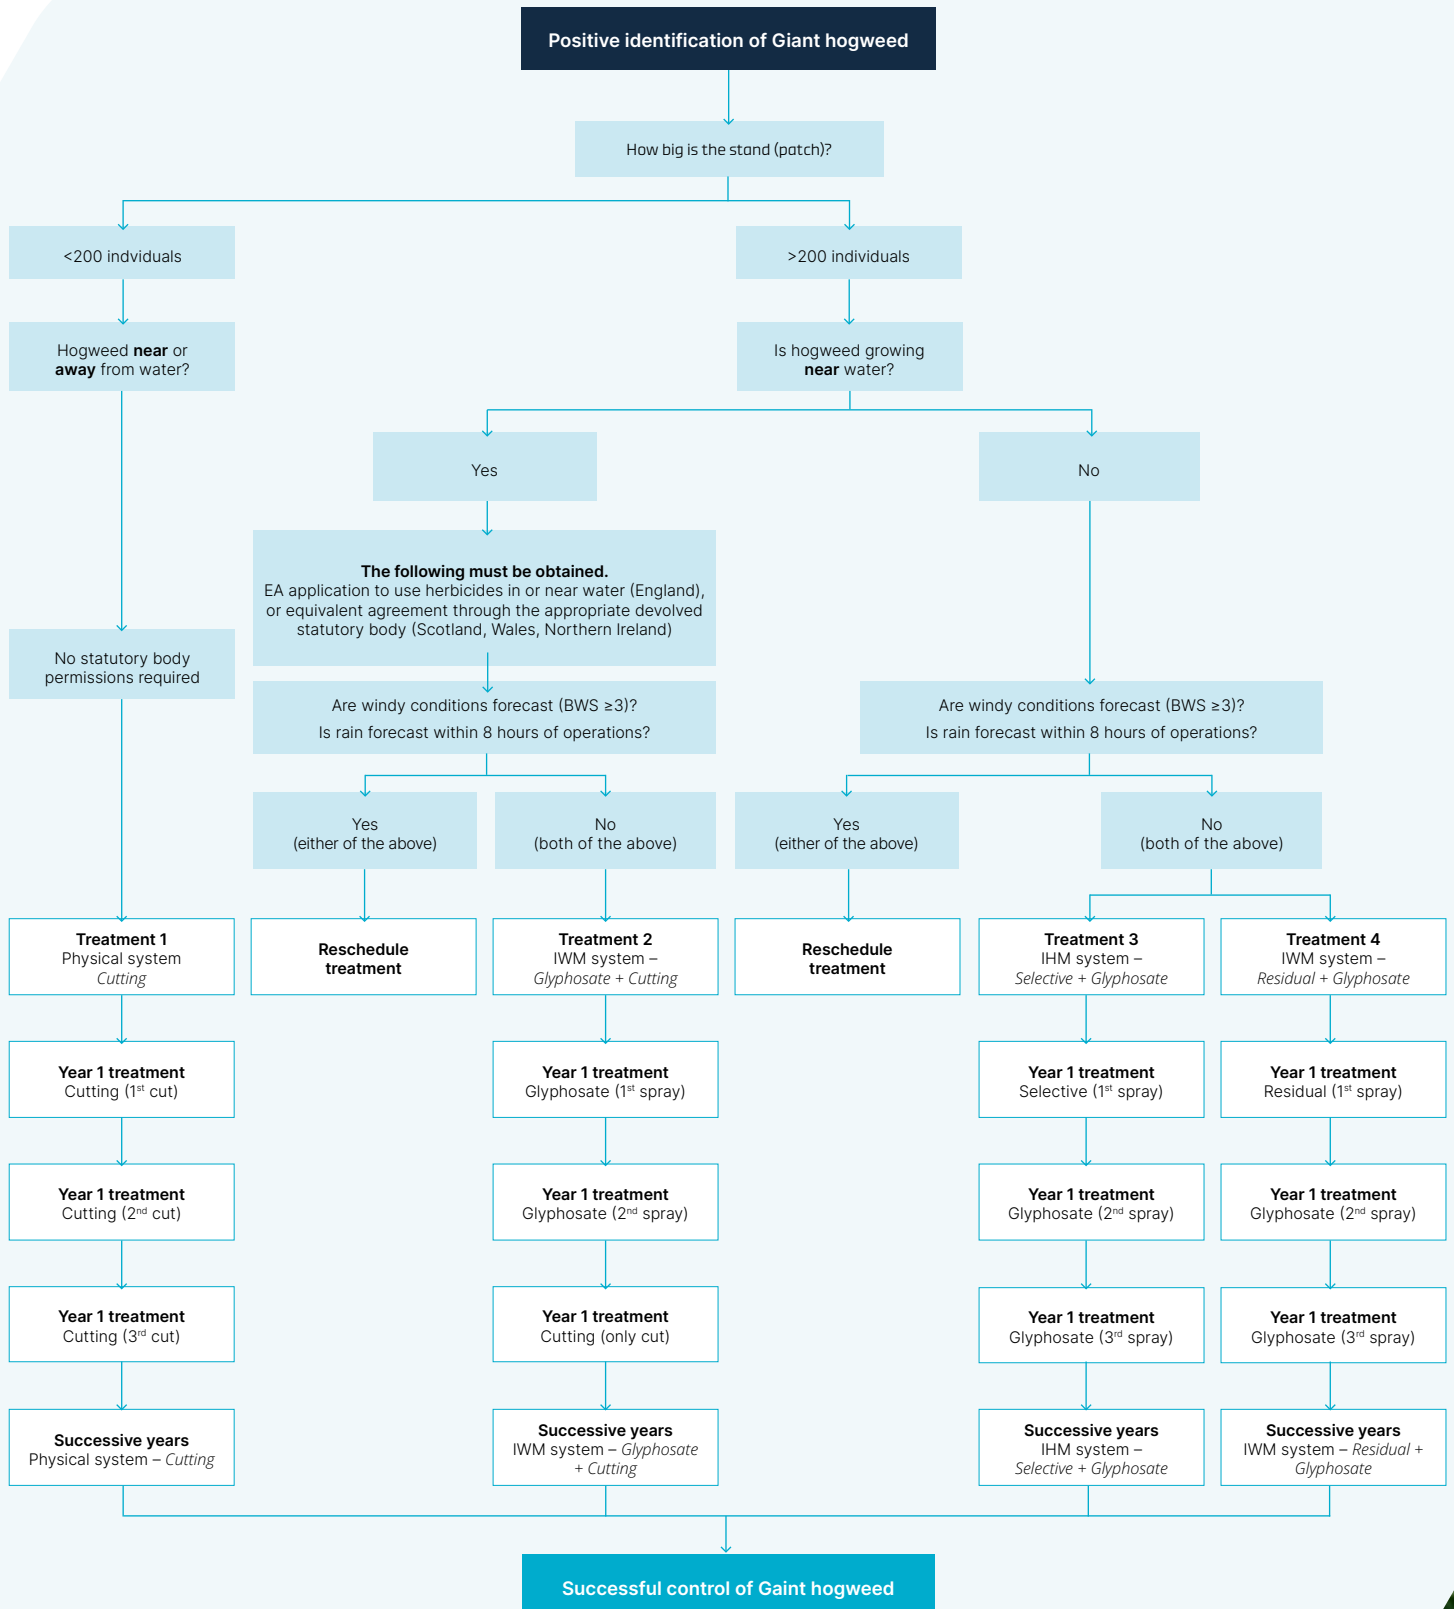 Positive identification of Giant hogweed
How big is the stand (patch)?
<200 indviduals
>200 individuals
Hogweed near or
away from water?
Is hogweed growing
near water?
Yes
No
The following must be obtained.
EA application to use herbicides in or near water (England),
or equivalent agreement through the appropriate devolved
statutory body (Scotland, Wales, Northern Ireland)
No statutory body
permissions required
Are windy conditions forecast (BWS ≥3)?
Is rain forecast within 8 hours of operations?
Are windy conditions forecast (BWS ≥3)?
Is rain forecast within 8 hours of operations?
Yes
(either of the above)
No
(both of the above)
Yes
(either of the above)
No
(both of the above)
Treatment 1
Physical system
Cutting
Reschedule
treatment
Treatment 2
IWM system –
Glyphosate + Cutting
Reschedule
treatment
Treatment 3
IHM system –
Selective + Glyphosate
Treatment 4
IWM system –
Residual + Glyphosate
Year 1 treatment
Cutting (1st cut)
Year 1 treatment
Glyphosate (1st spray)
Year 1 treatment
Selective (1st spray)
Year 1 treatment
Residual (1st spray)
Year 1 treatment
Cutting (2nd cut)
Year 1 treatment
Glyphosate (2nd spray)
Year 1 treatment
Glyphosate (2nd spray)
Year 1 treatment
Glyphosate (2nd spray)
Year 1 treatment
Cutting (3rd cut)
Year 1 treatment
Cutting (only cut)
Year 1 treatment
Glyphosate (3rd spray)
Year 1 treatment
Glyphosate (3rd spray)
Successive years
Physical system – Cutting
Successive years
IWM system – Glyphosate
+ Cutting
Successive years
IHM system –
Selective + Glyphosate
Successive years
IWM system – Residual +
Glyphosate
Successful control of Gaint hogweed